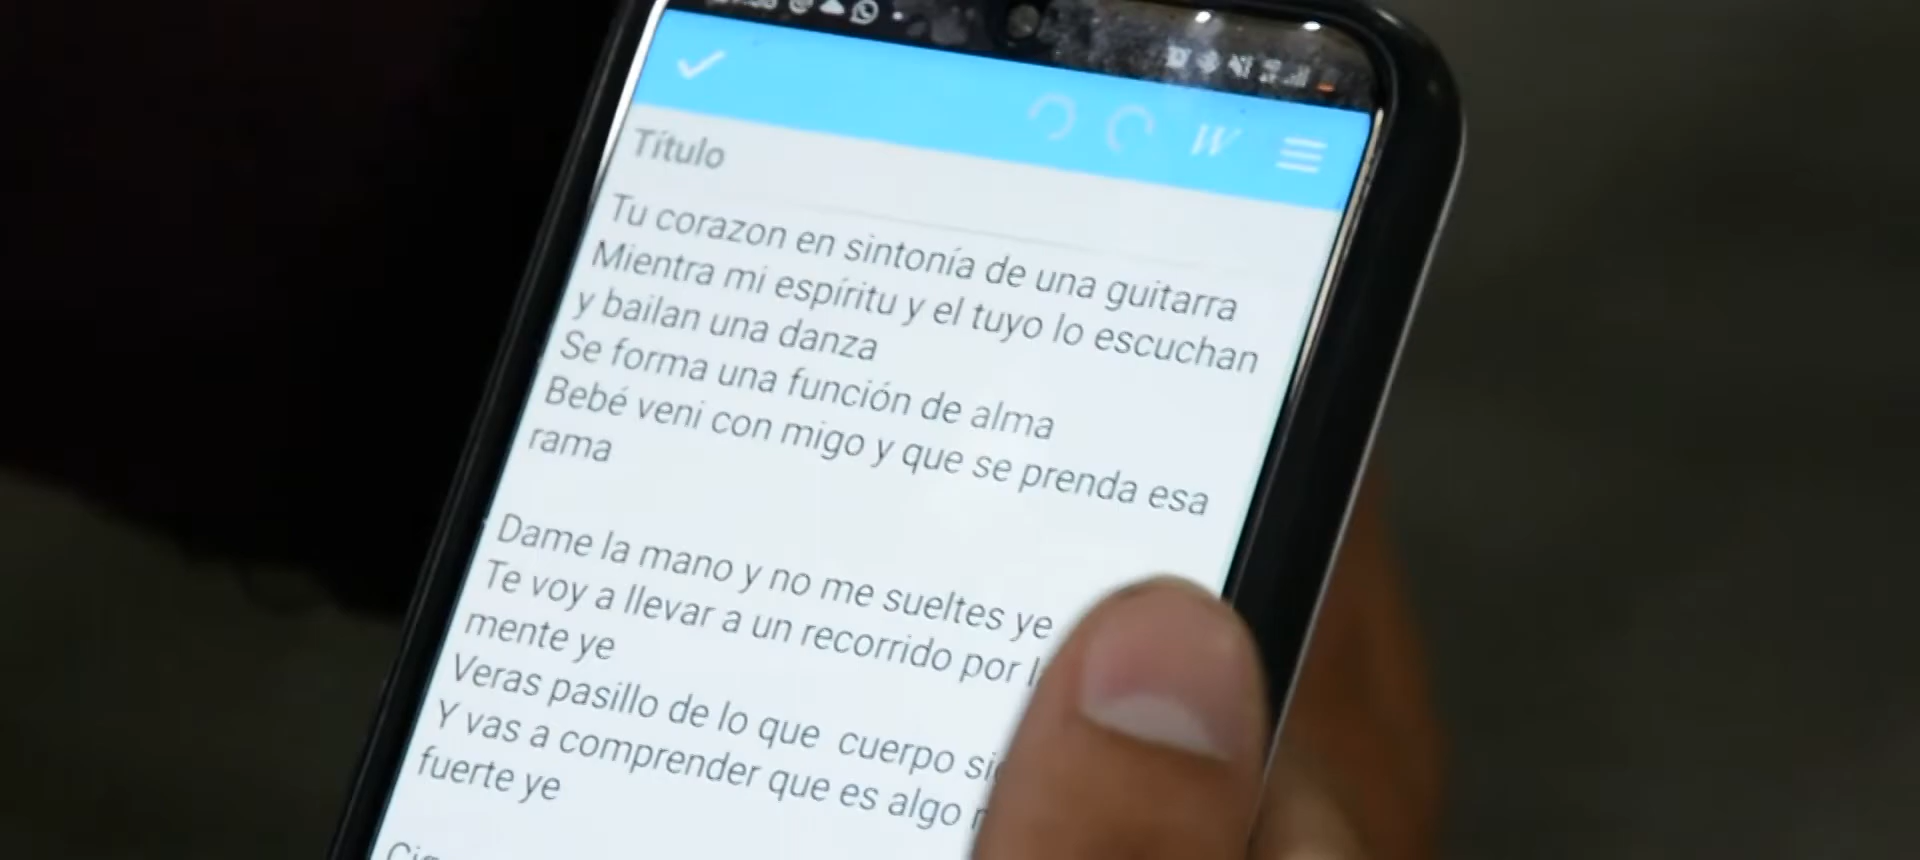 W
Título
Tu corazon en sintonía de una guitarra
Mientra mi espíritu y el tuyo lo escuchan
y bailan una danza
Se forma una función de alma
Bebé veni con migo y que se prenda esa
rama
Dame la mano y no me sueltes ye
Te voy a llevar a un recorrido por
mente ye
Veras pasillo de lo que cuerpo
Y vas a comprender que es algo
fuerte ye